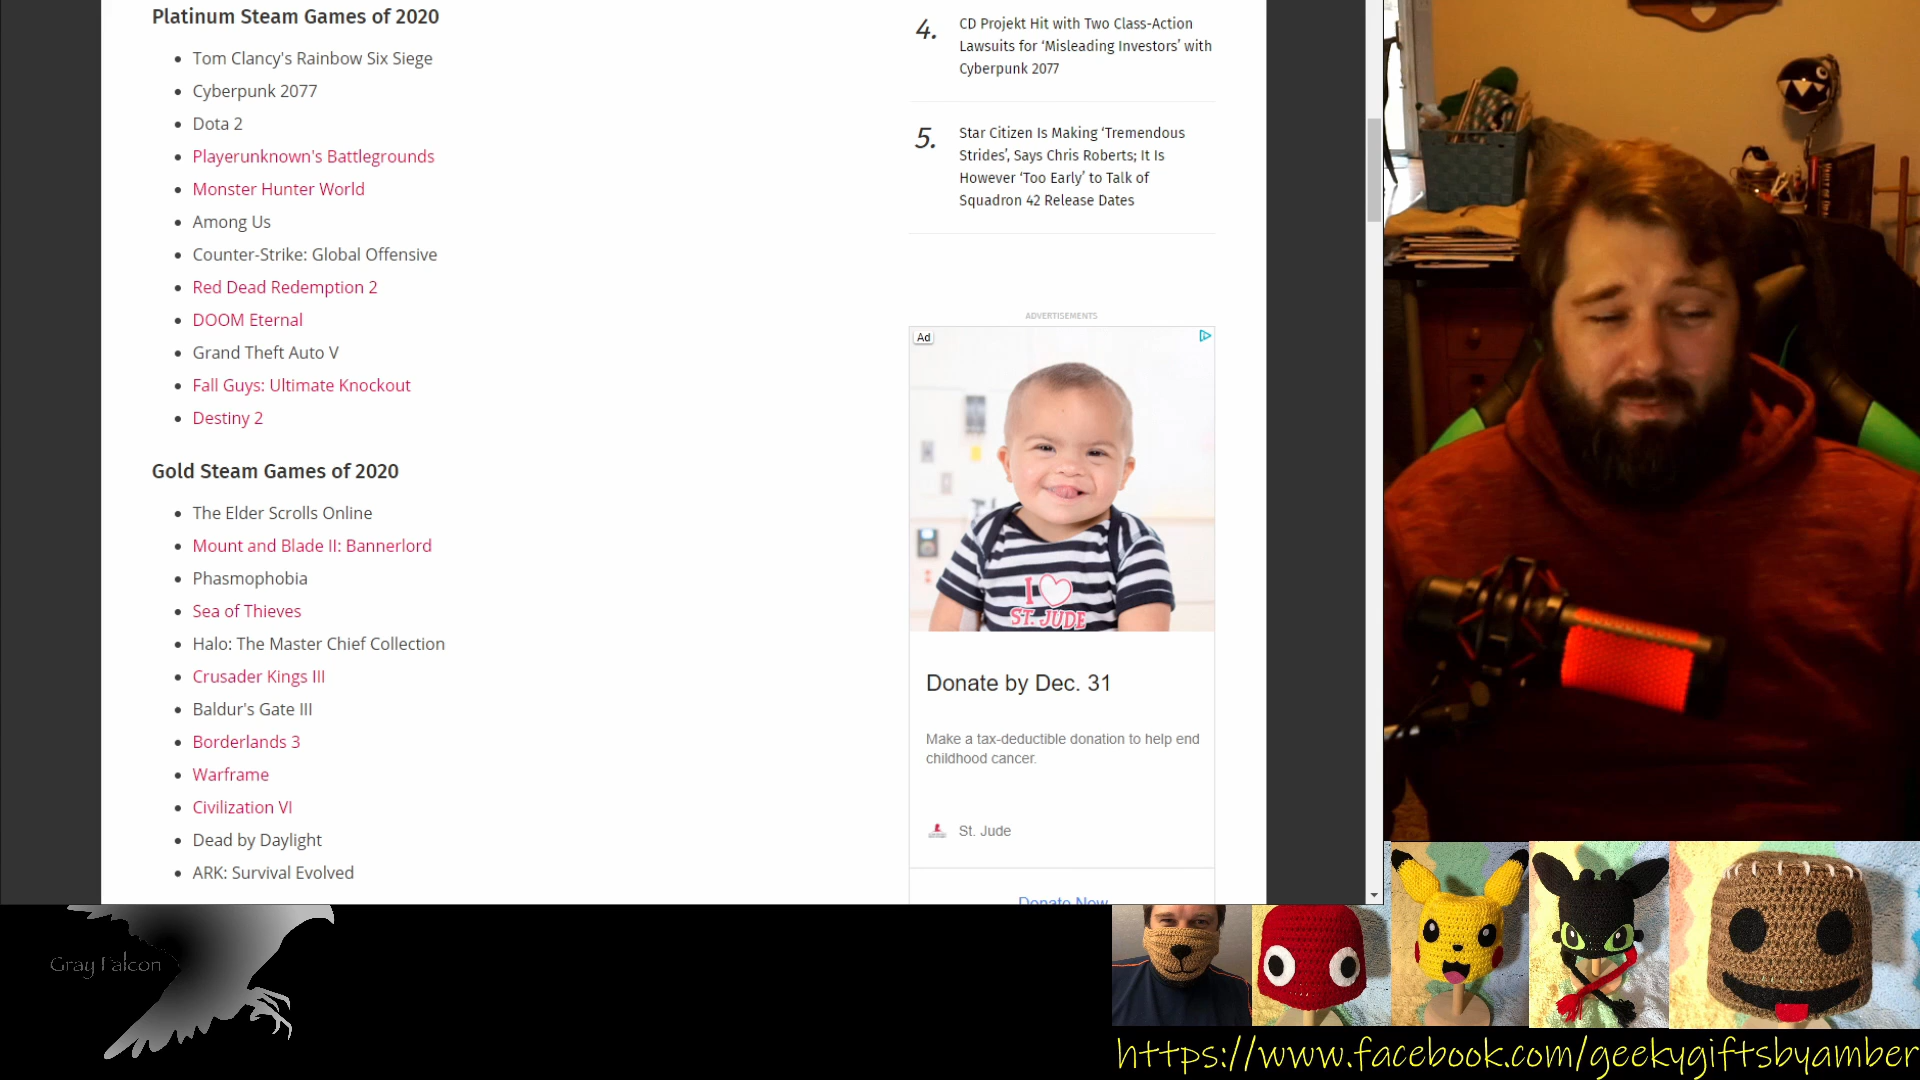 Platinum Steam Games of 2020
Tom Clancy's Rainbow Six Siege
Cyberpunk 2077
Dota 2
Playerunknown's Battlegrounds
Monster Hunter World
Among Us
Counter-Strike: Global Offensive
Red Dead Redemption 2
DOOM Eternal
Grand Theft Auto V
Fall Guys: Ultimate Knockout
Destiny 2
Gold Steam Games of 2020
The Elder Scrolls Online
Mount and Blade II: Bannerlord
Phasmophobia
Sea of Thieves
Halo: The Master Chief Collection
Crusader Kings III
Baldur's Gate III
Borderlands 3
Warframe
Civilization VI
Dead by Daylight
ARK: Survival Evolved
4.
CD Projekt Hit with Two Class-Action
Lawsuits for ‘Misleading Investors’ with
Cyberpunk 2077
5.
Star Citizen Is Making ‘Tremendous
Strides’, Says Chris Roberts; It Is
However ‘Too Early’ to Talk of
Squadron 42 Release Dates
ADVERTISEMENTS
Ad
I
ST. JUDE
Donate by Dec. 31
Make a tax-deductible donation to help end
childhood cancer.
St. Jude
Donate Now
Gray Falcon
https://www.facebook.com/geekygiftsbyamber